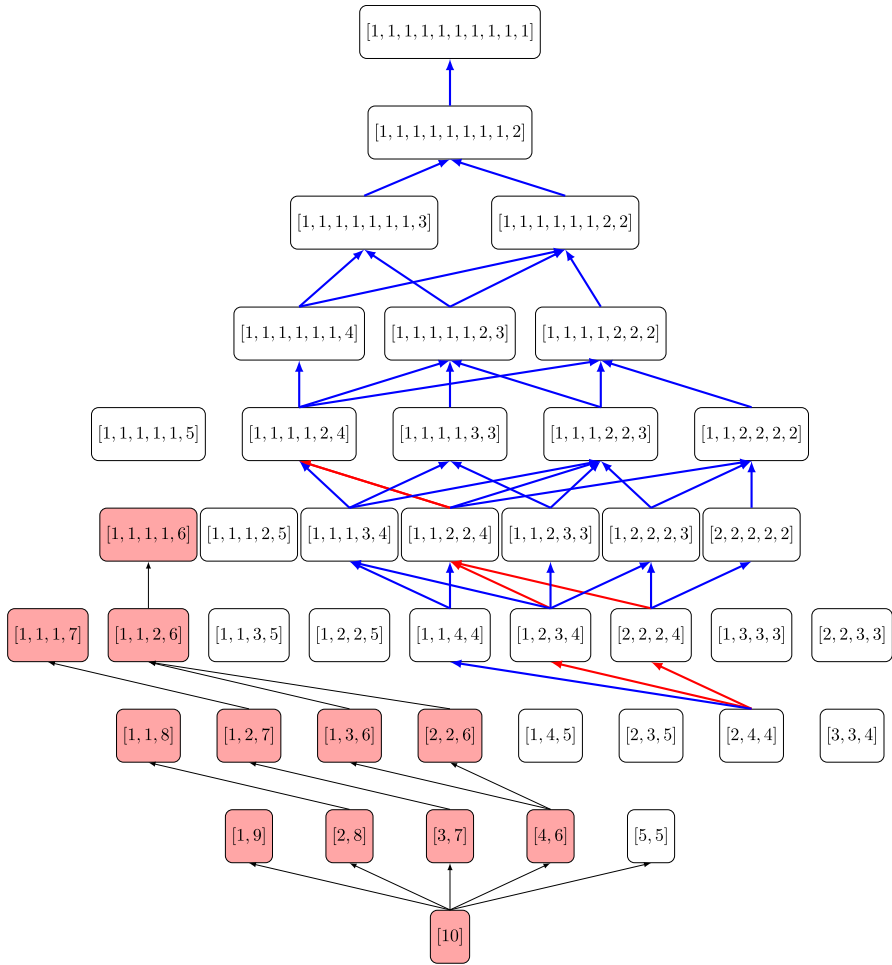 [1, 1, 1, 1, 1, 1, 1, 1, 1, 1]
[1, 1, 1, 1, 1, 1, 1, 1, 2]
[1, 1, 1, 1, 1, 1, 1, 3] [1, 1, 1, 1, 1, 1, 2, 2]
[1, 1, 1, 1, 1, 1, 4] [1, 1, 1, 1, 1, 2, 3] [1, 1, 1, 1, 2, 2, 2]
[1, 1, 1, 1, 1, 5] [1, 1, 1, 1, 2, 4] [1, 1, 1, 1, 3, 3] [1, 1, 1, 2, 2, 3] [1, 1, 2, 2, 2, 2]
[1, 1, 1, 1, 6] [1, 1, 1, 2, 5] [1, 1, 1, 3, 4] [1, 1, 2, 2, 4] [1, 1, 2, 3, 3] [1, 2, 2, 2, 3] [2, 2, 2, 2, 2]
[1, 1, 1, 7] [1, 1, 2, 6] [1, 1, 3, 5] [1, 2, 2, 5] [1, 1, 4, 4] [1, 2, 3, 4] [2, 2, 2, 4] [1, 3, 3, 3] [2, 2, 3, 3]
[1, 1, 8] [1, 2, 7] [1, 3, 6] [2, 2, 6] [1, 4, 5] [2, 3, 5] [2, 4, 4] [3, 3, 4]
[1, 9] [2, 8] [3, 7] [4, 6] [5, 5]
[10]